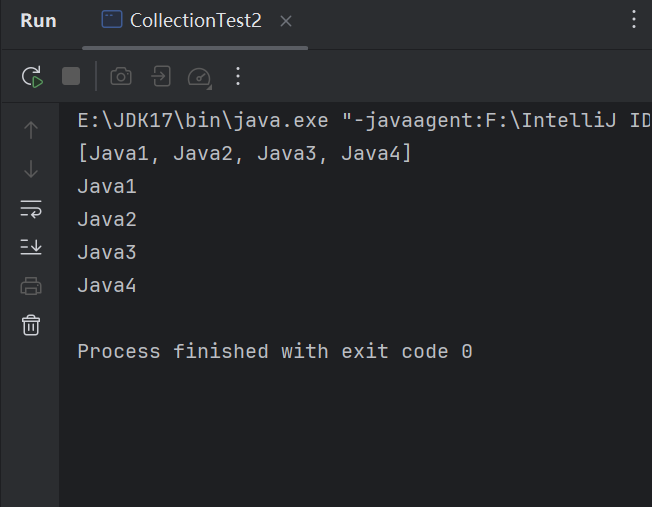 Run CollectionTest2
E:\JDK17\bin\java.exe "-javaagent:F:\IntelliJ ID
[Java1, Java2, Java3, Java4]
Java1
Java2
Java3
Java4
Process finished with exit code 0